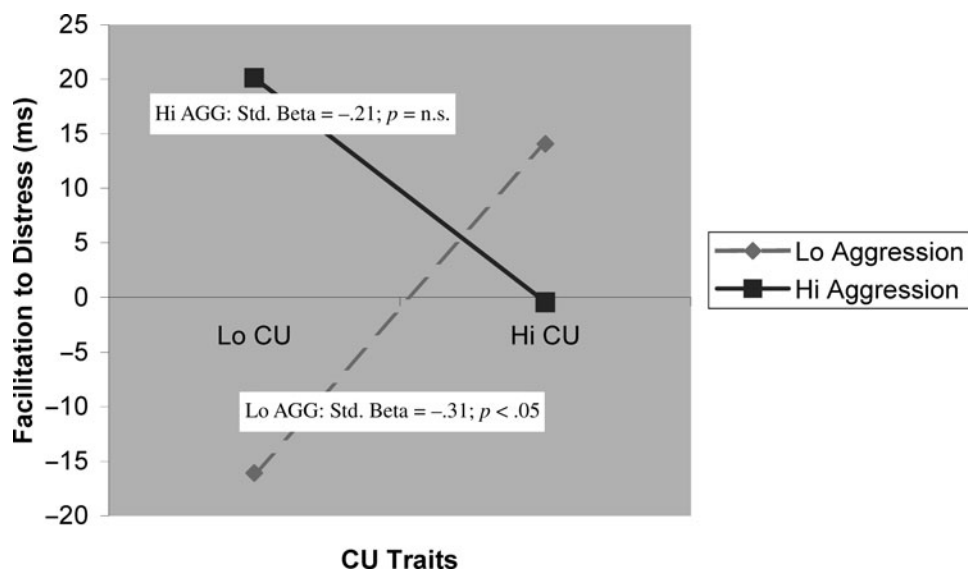 25
20
15
10
5
0
–5
–10
–15
–20
Facilitation to Distress (ms)
Hi AGG: Std. Beta = –.21; p = n.s.
Lo CU
Hi CU
Lo AGG: Std. Beta = –.31; p < .05
CU Traits
Lo Aggression
Hi Aggression